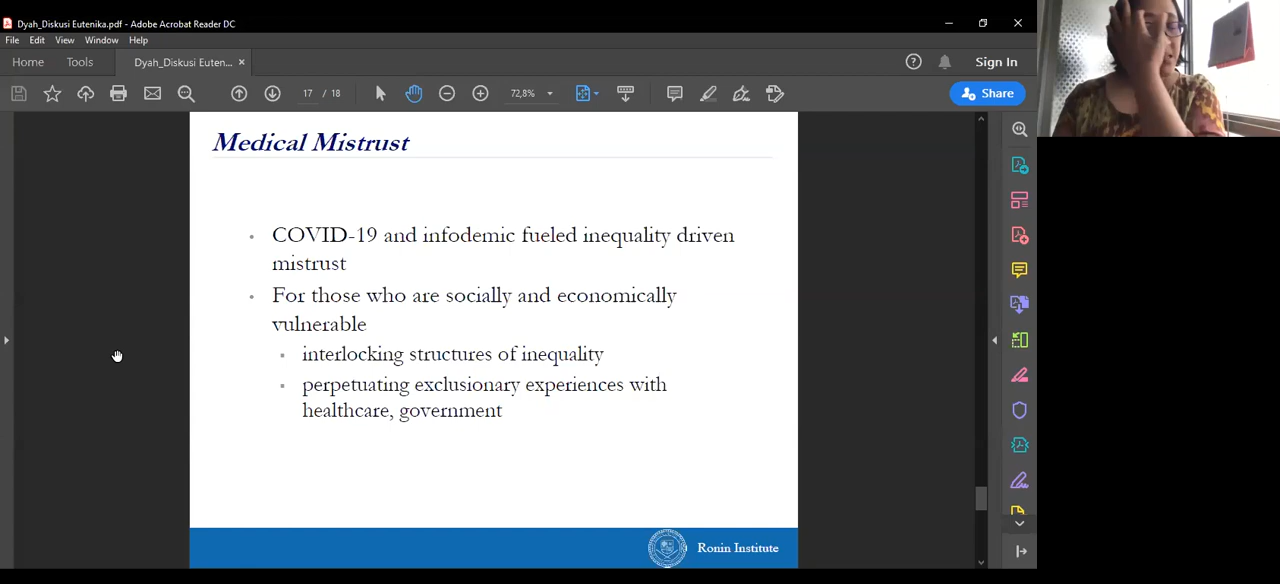 Dyah_Diskusi Eutenika.pdf - Adobe Acrobat Reader DC
File Edit View Window Help
Home Tools Dyah_Diskusi Euten... ×
Sign In
17 / 18 72,8% Share
Medical Mistrust
• COVID-19 and infodemic fueled inequality driven
mistrust
• For those who are socially and economically
vulnerable
▪ interlocking structures of inequality
▪ perpetuating exclusionary experiences with
healthcare, government
Ronin Institute